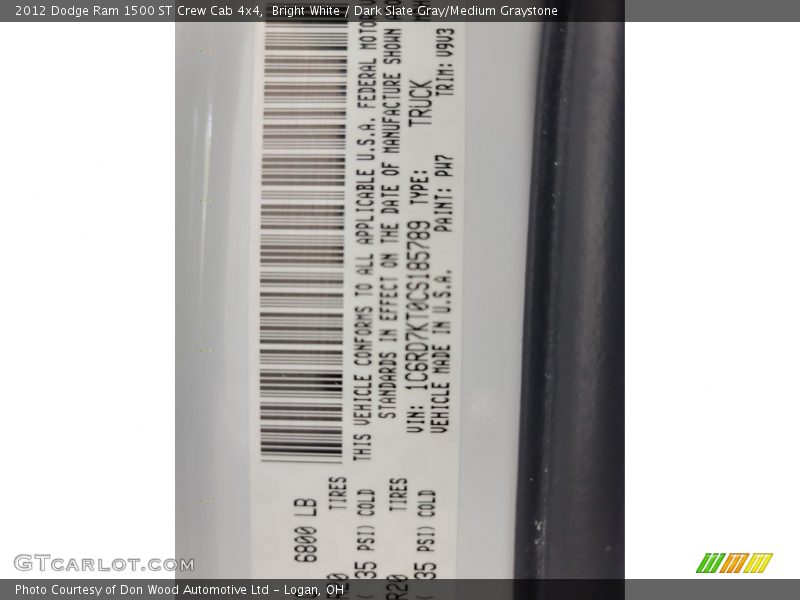 2012 Dodge Ram 1500 ST Crew Cab 4x4, Bright White / Dark Slate Gray/Medium Graystone
6800 LB
TIRES
35 PSI) COLD
TIRES
R20
35 PSI) COLD
THIS VEHICLE CONFORMS TO ALL APPLICABLE U.S.A. FEDERAL MOTOR
STANDARDS IN EFFECT ON THE DATE OF MANUFACTURE SHOWN
VIN: 1C6RD7KT0CS185789 TYPE: TRUCK
VEHICLE MADE IN U.S.A. PAINT: PW7 TRIM: V9V3
GTCarLot.com
Photo Courtesy of Don Wood Automotive Ltd - Logan, OH